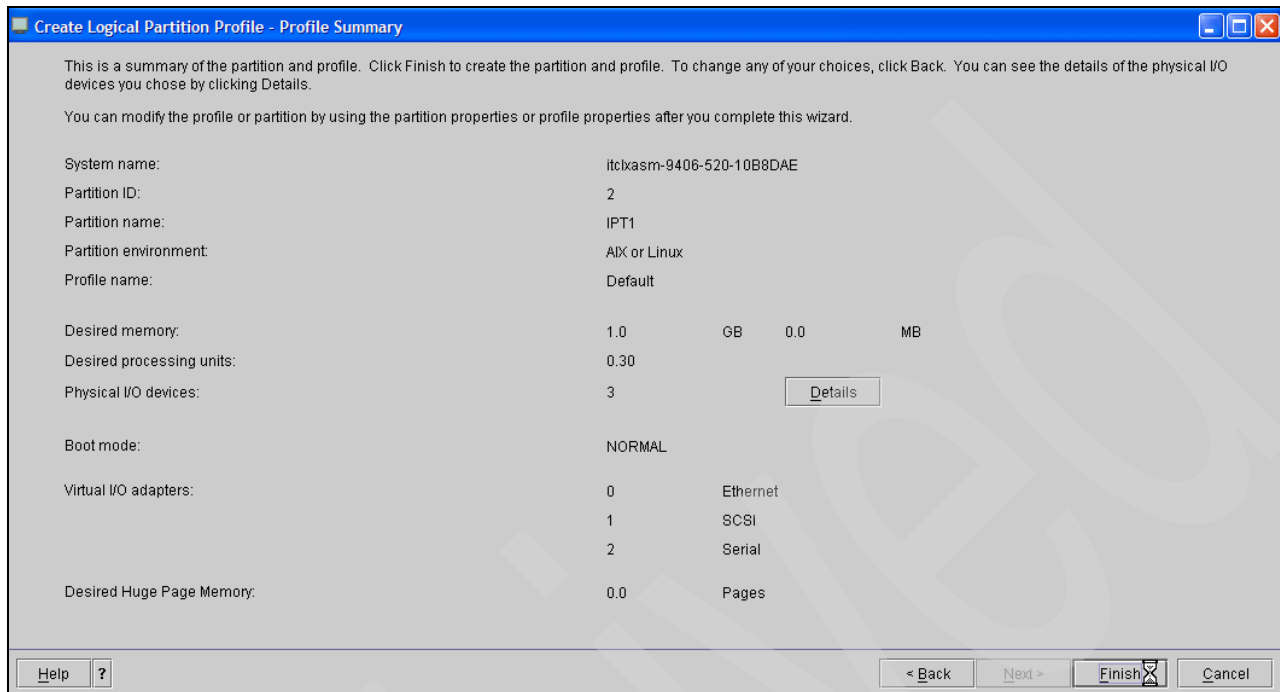 Create Logical Partition Profile - Profile Summary
This is a summary of the partition and profile. Click Finish to create the partition and profile. To change any of your choices, click Back. You can see the details of the physical I/O
devices you chose by clicking Details.
You can modify the profile or partition by using the partition properties or profile properties after you complete this wizard.
System name: itclxasm-9406-520-10B8DAE
Partition ID: 2
Partition name: IPT1
Partition environment: AIX or Linux
Profile name: Default
Desired memory: 1.0 GB 0.0 MB
Desired processing units: 0.30
Physical I/O devices: 3 Details
Boot mode: NORMAL
Virtual I/O adapters: 0 Ethernet
1 SCSI
2 Serial
Desired Huge Page Memory: 0.0 Pages
Help ? < Back Next > Finish Cancel